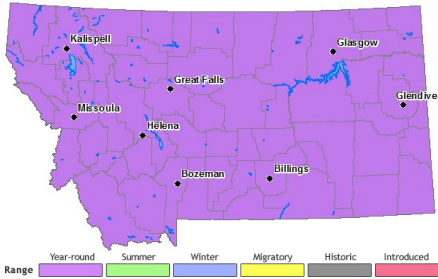 Kalispell
Glasgow
Great Falls
Glendive
Missoula
Helena
Bozeman
Billings
Year-round Summer Winter Migratory Historic Introduced
Range